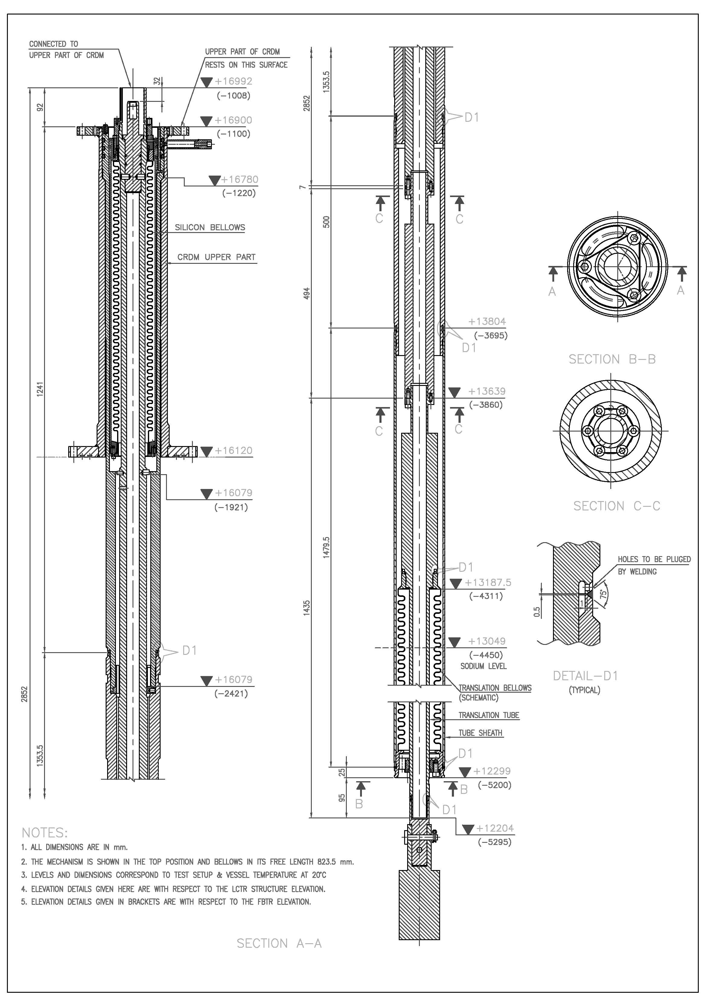 CONNECTED TO
UPPER PART OF CRDM
UPPER PART OF CRDM
RESTS ON THIS SURFACE
32
+16992
(-1008)
92
+16900
(-1100)
+16780
(-1220)
SILICON BELLOWS
CRDM UPPER PART
1241
+16120
+16079
(-1921)
D1
+16079
(-2421)
2852
1353.5
1353.5
2852
D1
7
C
C
500
494
+13804
(-3695)
D1
+13639
(-3860)
C
C
1479.5
D1
+13187.5
(-4311)
1435
+13049
(-4450)
SODIUM LEVEL
TRANSLATION BELLOWS
(SCHEMATIC)
TRANSLATION TUBE
TUBE SHEATH
D1
25
+12299
(-5200)
B
B
95
D1
+12204
(-5295)
A
A
SECTION B-B
SECTION C-C
HOLES TO BE PLUGED
BY WELDING
75°
1
0.5
DETAIL-D1
(TYPICAL)
NOTES:
1. ALL DIMENSIONS ARE IN mm.
2. THE MECHANISM IS SHOWN IN THE TOP POSITION AND BELLOWS IN ITS FREE LENGTH 823.5 mm.
3. LEVELS AND DIMENSIONS CORRESPOND TO TEST SETUP & VESSEL TEMPERATURE AT 20°C
4. ELEVATION DETAILS GIVEN HERE ARE WITH RESPECT TO THE LCTR STRUCTURE ELEVATION.
5. ELEVATION DETAILS GIVEN IN BRACKETS ARE WITH RESPECT TO THE FBTR ELEVATION.
SECTION A-A